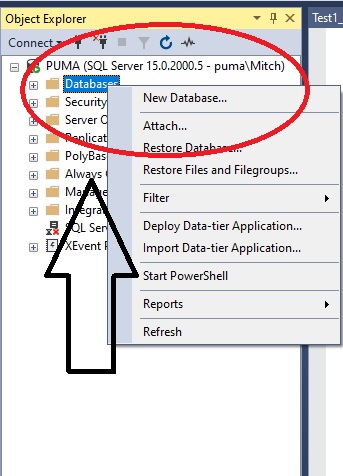 Object Explorer
Test1_
Connect
PUMA (SQL Server 15.0.2000.5 - puma\Mitch)
Databases
Security
Server O
Replicat
PolyBas
Always
Manage
Integrat
SQL Serv
XEvent P
New Database...
Attach...
Restore Database...
Restore Files and Filegroups...
Filter
Deploy Data-tier Application...
Import Data-tier Application...
Start PowerShell
Reports
Refresh